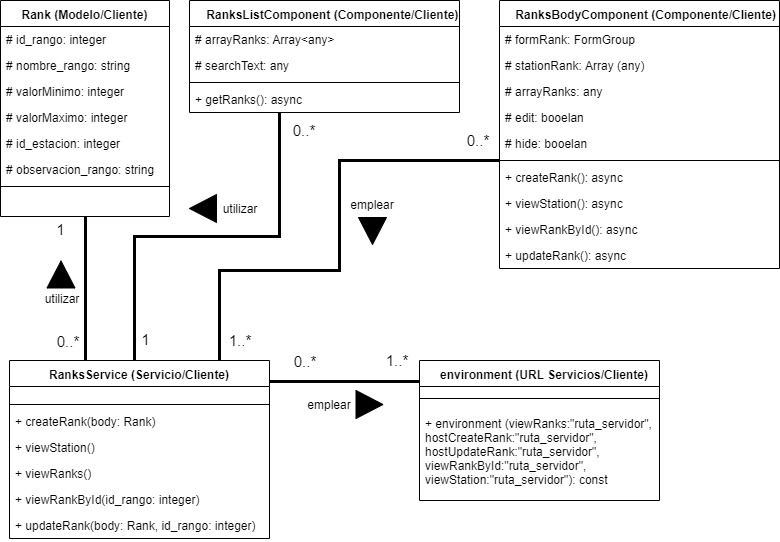 Rank (Modelo/Cliente)
# id_rango: integer
# nombre_rango: string
# valorMinimo: integer
# valorMaximo: integer
# id_estacion: integer
# observacion_rango: string
RanksListComponent (Componente/Cliente)
# arrayRanks: Array<any>
# searchText: any
+ getRanks(): async
RanksBodyComponent (Componente/Cliente)
# formRank: FormGroup
# stationRank: Array (any)
# arrayRanks: any
# edit: booelan
# hide: booelan
+ createRank(): async
+ viewStation(): async
+ viewRankById(): async
+ updateRank(): async
0..*
0..*
utilizar
emplear
1
utilizar
0..*
1
1..*
RanksService (Servicio/Cliente)
+ createRank(body: Rank)
+ viewStation()
+ viewRanks()
+ viewRankById(id_rango: integer)
+ updateRank(body: Rank, id_rango: integer)
0..*
1..*
emplear
environment (URL Servicios/Cliente)
+ environment (viewRanks:"ruta_servidor",
hostCreateRank:"ruta_servidor",
hostUpdateRank:"ruta_servidor",
viewRankById:"ruta_servidor",
viewStation:"ruta_servidor"): const